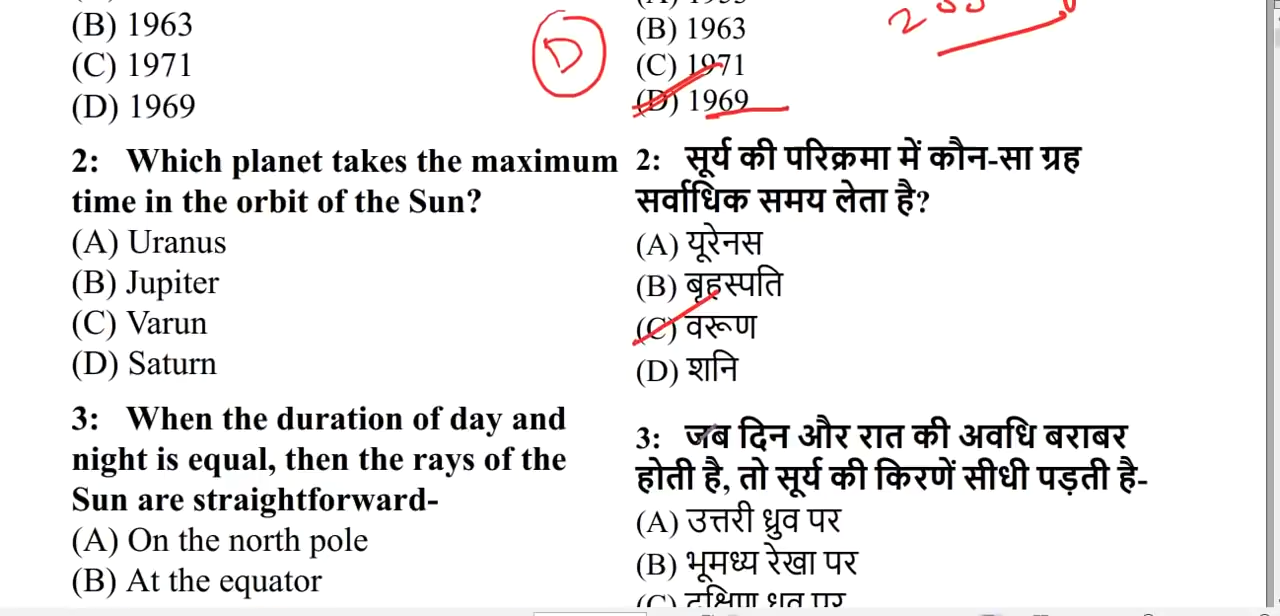 (B) 1963
(C) 1971
(D) 1969
2: Which planet takes the maximum
time in the orbit of the Sun?
(A) Uranus
(B) Jupiter
(C) Varun
(D) Saturn
3: When the duration of day and
night is equal, then the rays of the
Sun are straightforward-
(A) On the north pole
(B) At the equator
D
(B) 1963
(C) 1971
(D) 1969
2: सूर्य की परिक्रमा में कौन-सा ग्रह
सर्वाधिक समय लेता है?
(A) यूरेनस
(B) बृहस्पति
(C) वरूण
(D) शनि
3: जब दिन और रात की अवधि बराबर
होती है, तो सूर्य की किरणें सीधी पड़ती है-
(A) उत्तरी ध्रुव पर
(B) भूमध्य रेखा पर
(C) दक्षिण ध्रुव पर